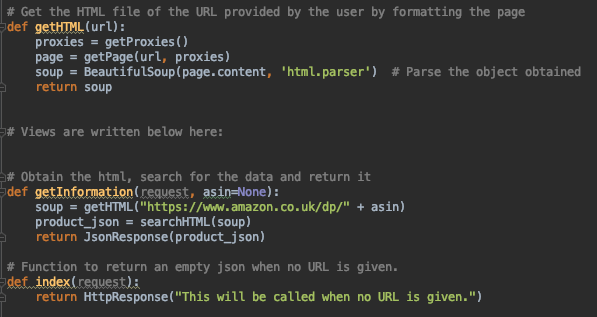 # Get the HTML file of the URL provided by the user by formatting the page
def getHTML(url):
    proxies = getProxies()
    page = getPage(url, proxies)
    soup = BeautifulSoup(page.content, 'html.parser')  # Parse the object obtained
    return soup
# Views are written below here:
# Obtain the html, search for the data and return it
def getInformation(request, asin=None):
    soup = getHTML("https://www.amazon.co.uk/dp/" + asin)
    product_json = searchHTML(soup)
    return JsonResponse(product_json)
# Function to return an empty json when no URL is given.
def index(request):
    return HttpResponse("This will be called when no URL is given.")